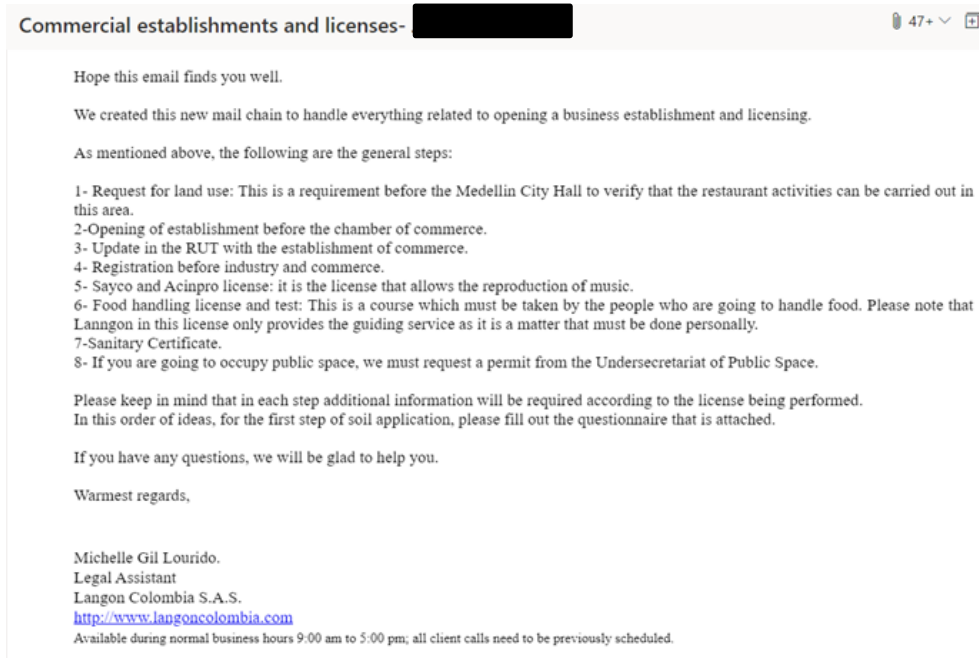 Commercial establishments and licenses-
47+
Hope this email finds you well.
We created this new mail chain to handle everything related to opening a business establishment and licensing.
As mentioned above, the following are the general steps:
1- Request for land use: This is a requirement before the Medellin City Hall to verify that the restaurant activities can be carried out in
this area.
2-Opening of establishment before the chamber of commerce.
3- Update in the RUT with the establishment of commerce.
4- Registration before industry and commerce.
5- Sayco and Acinpro license: it is the license that allows the reproduction of music.
6- Food handling license and test: This is a course which must be taken by the people who are going to handle food. Please note that
Lanngon in this license only provides the guiding service as it is a matter that must be done personally.
7-Sanitary Certificate.
8- If you are going to occupy public space, we must request a permit from the Undersecretariat of Public Space.
Please keep in mind that in each step additional information will be required according to the license being performed.
In this order of ideas, for the first step of soil application, please fill out the questionnaire that is attached.
If you have any questions, we will be glad to help you.
Warmest regards,
Michelle Gil Lourido.
Legal Assistant
Langon Colombia S.A.S.
http://www.langoncolombia.com
Available during normal business hours 9:00 am to 5:00 pm; all client calls need to be previously scheduled.